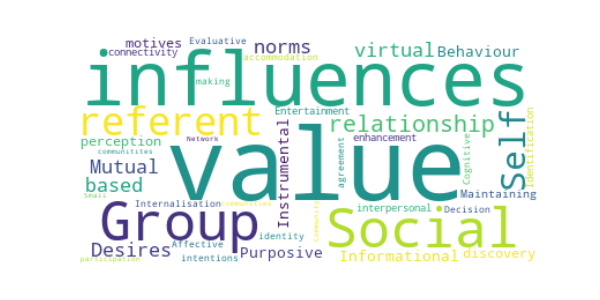 motives
Evaluative
norms
virtual
Behaviour
connectivity
accommodation
influences
making
Entertainment
referent
relationship
perception
Network
enhancement
communitites
value
Self
identification
Mutual
Instrumental
agreement
Cognitive
based
Small
Maintaining
Internalisation
communities
Community
interpersonal
Decision
Group
Social
identity
Desires
Affective
Purposive
Informational
discovery
participation
intentions